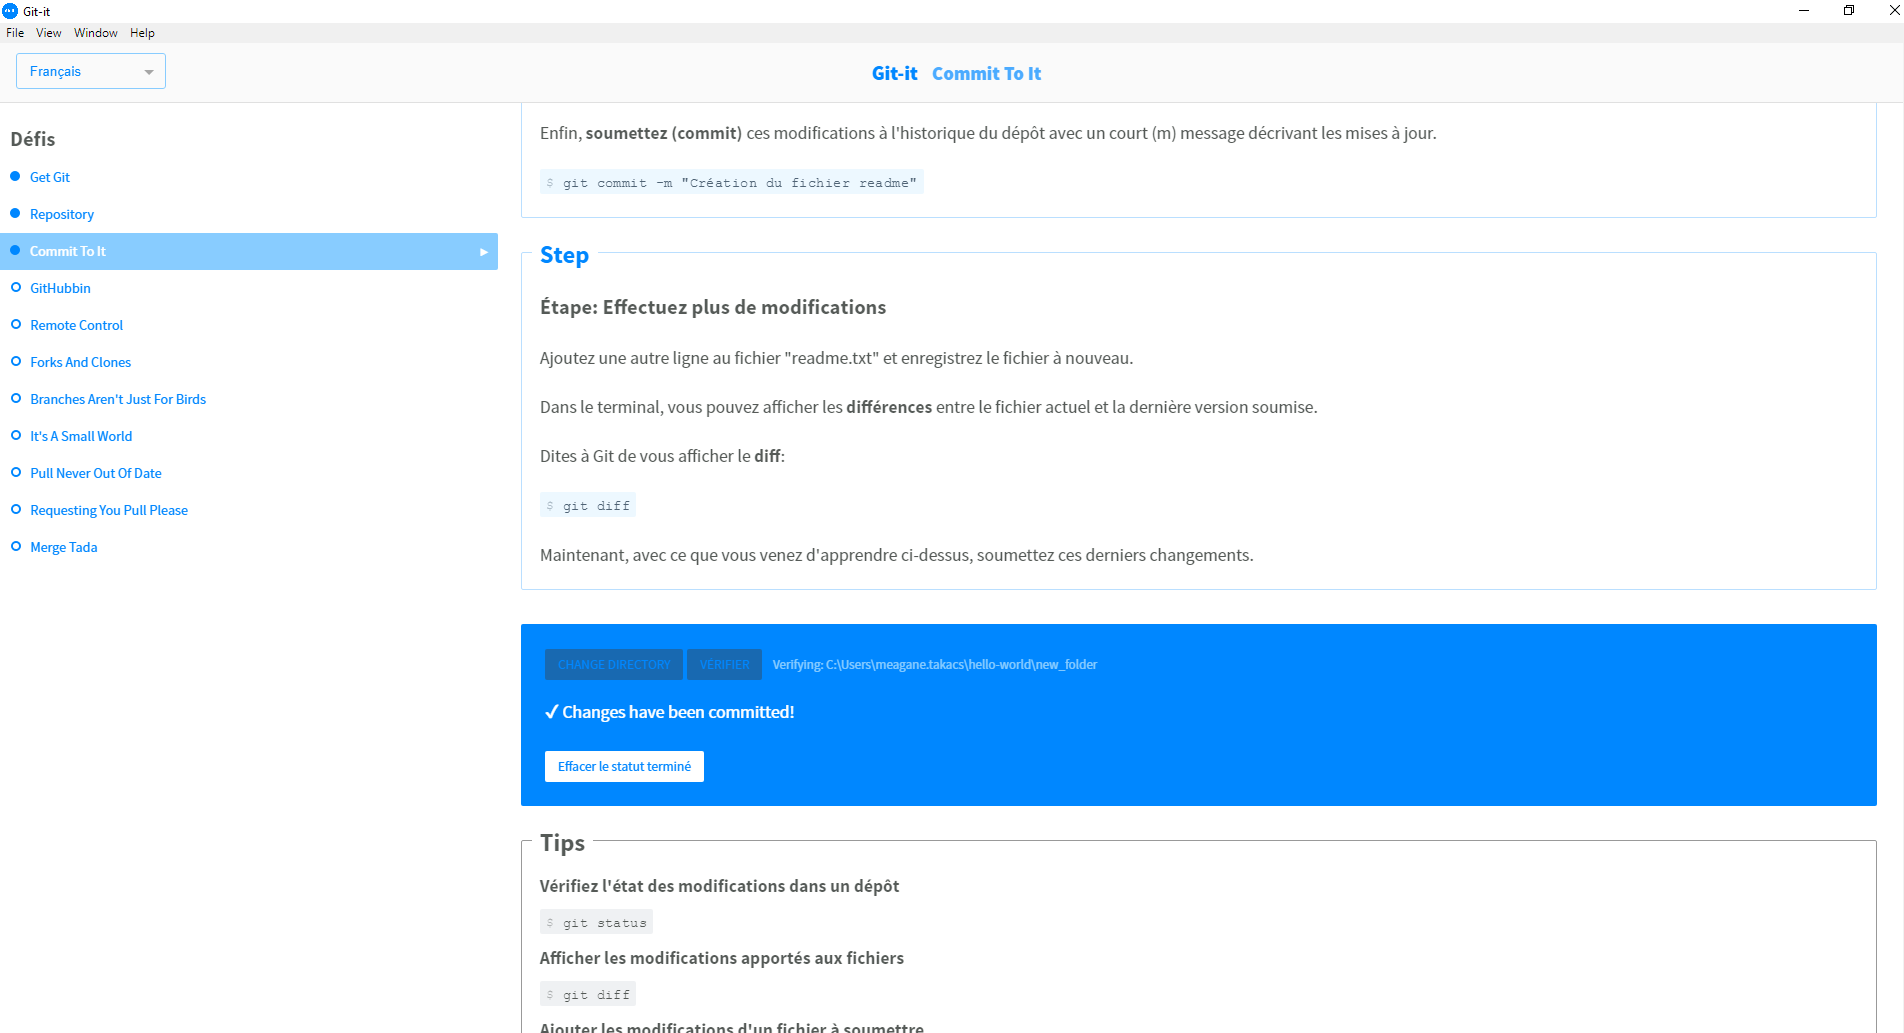 Git-it
File View Window Help
Français
Git-it Commit To It
Défis
Get Git
Repository
Commit To It
GitHubbin
Remote Control
Forks And Clones
Branches Aren't Just For Birds
It's A Small World
Pull Never Out Of Date
Requesting You Pull Please
Merge Tada
Enfin, soumettez (commit) ces modifications à l'historique du dépôt avec un court (m) message décrivant les mises à jour.
$ git commit -m "Création du fichier readme"
Step
Étape: Effectuez plus de modifications
Ajoutez une autre ligne au fichier "readme.txt" et enregistrez le fichier à nouveau.
Dans le terminal, vous pouvez afficher les différences entre le fichier actuel et la dernière version soumise.
Dites à Git de vous afficher le diff:
$ git diff
Maintenant, avec ce que vous venez d'apprendre ci-dessus, soumettez ces derniers changements.
CHANGE DIRECTORY VÉRIFIER Verifying: C:\Users\meagane.takacs\hello-world\new_folder
✓ Changes have been committed!
Effacer le statut terminé
Tips
Vérifiez l'état des modifications dans un dépôt
$ git status
Afficher les modifications apportés aux fichiers
$ git diff
Ajouter les modifications d'un fichier à soumettre